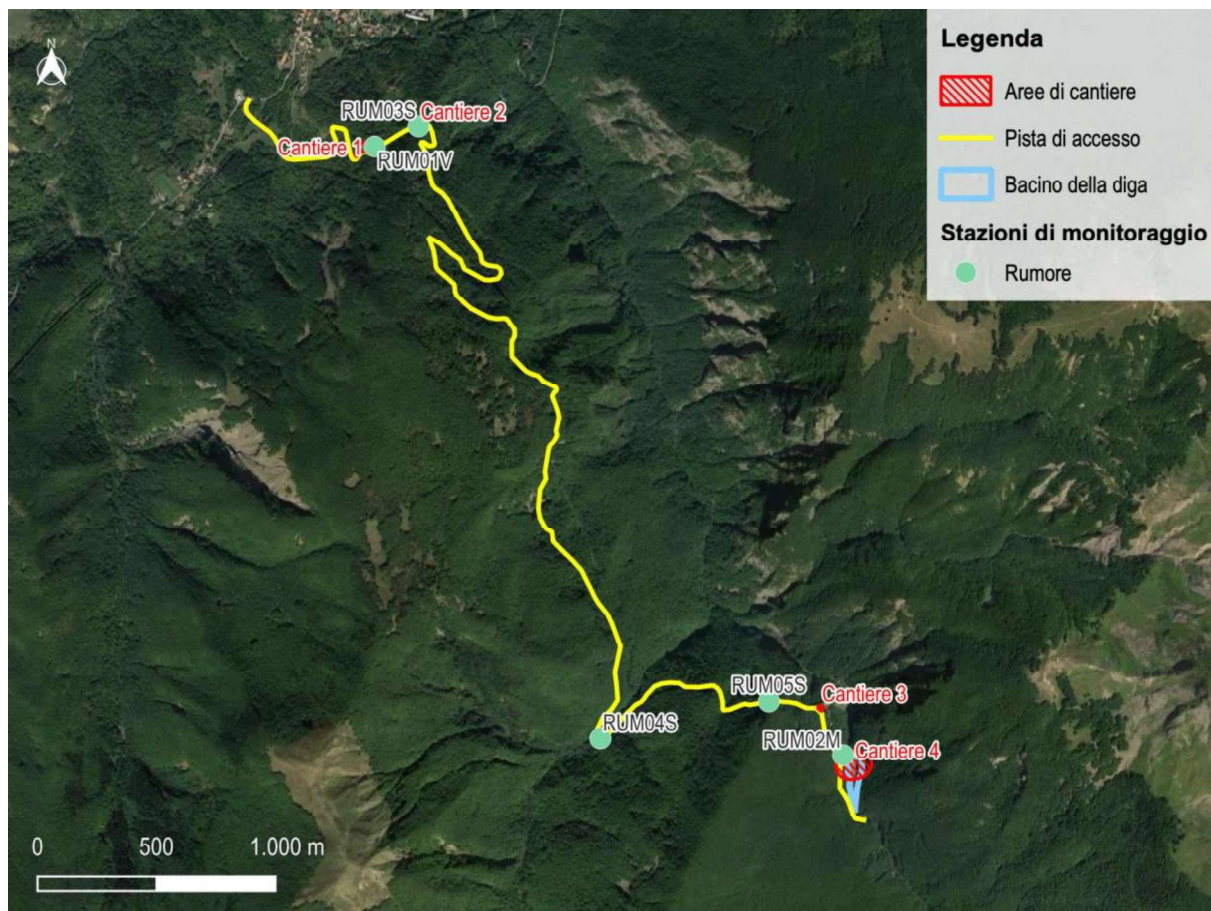 N
Legenda
Aree di cantiere
Pista di accesso
Bacino della diga
Stazioni di monitoraggio
Rumore
RUM03S
Cantiere 2
Cantiere 1
RUM01V
RUM05S
Cantiere 3
RUM04S
RUM02M
Cantiere 4
0 500 1.000 m